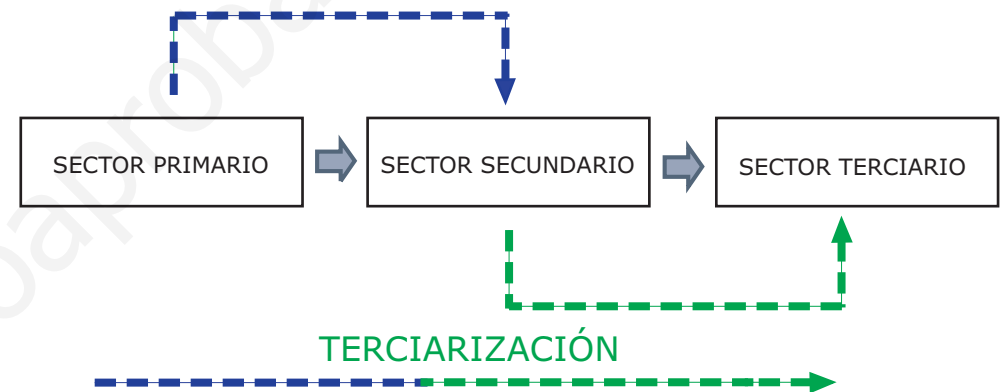 SECTOR PRIMARIO
SECTOR SECUNDARIO
SECTOR TERCIARIO
TERCIARIZACIÓN